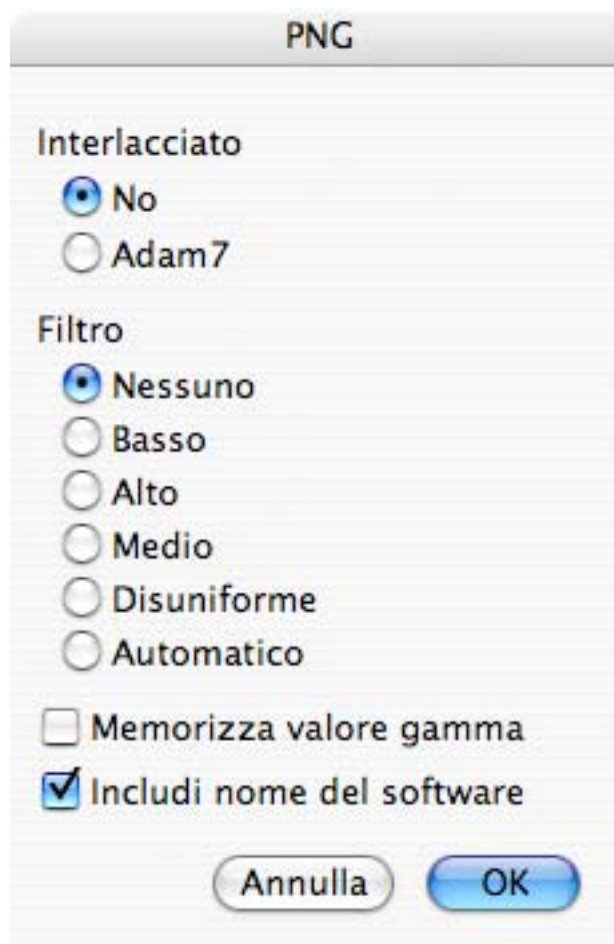 PNG
Interlacciato
No
Adam7
Filtro
Nessuno
Basso
Alto
Medio
Disuniforme
Automatico
Memorizza valore gamma
Includi nome del software
Annulla
OK